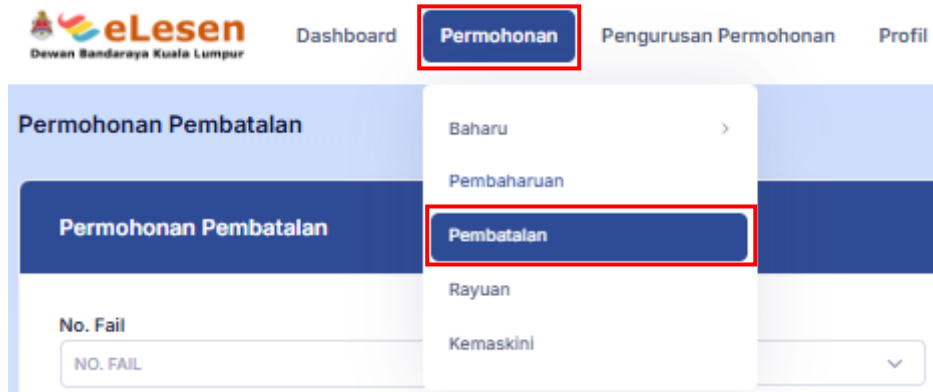 eLesen
Dewan Bandaraya Kuala Lumpur
Dashboard Permohonan Pengurusan Permohonan Profil
Permohonan Pembatalan
Baharu
Pembaharuan
Permohonan Pembatalan
Pembatalan
Rayuan
No. Fail
Kemaskini
NO. FAIL